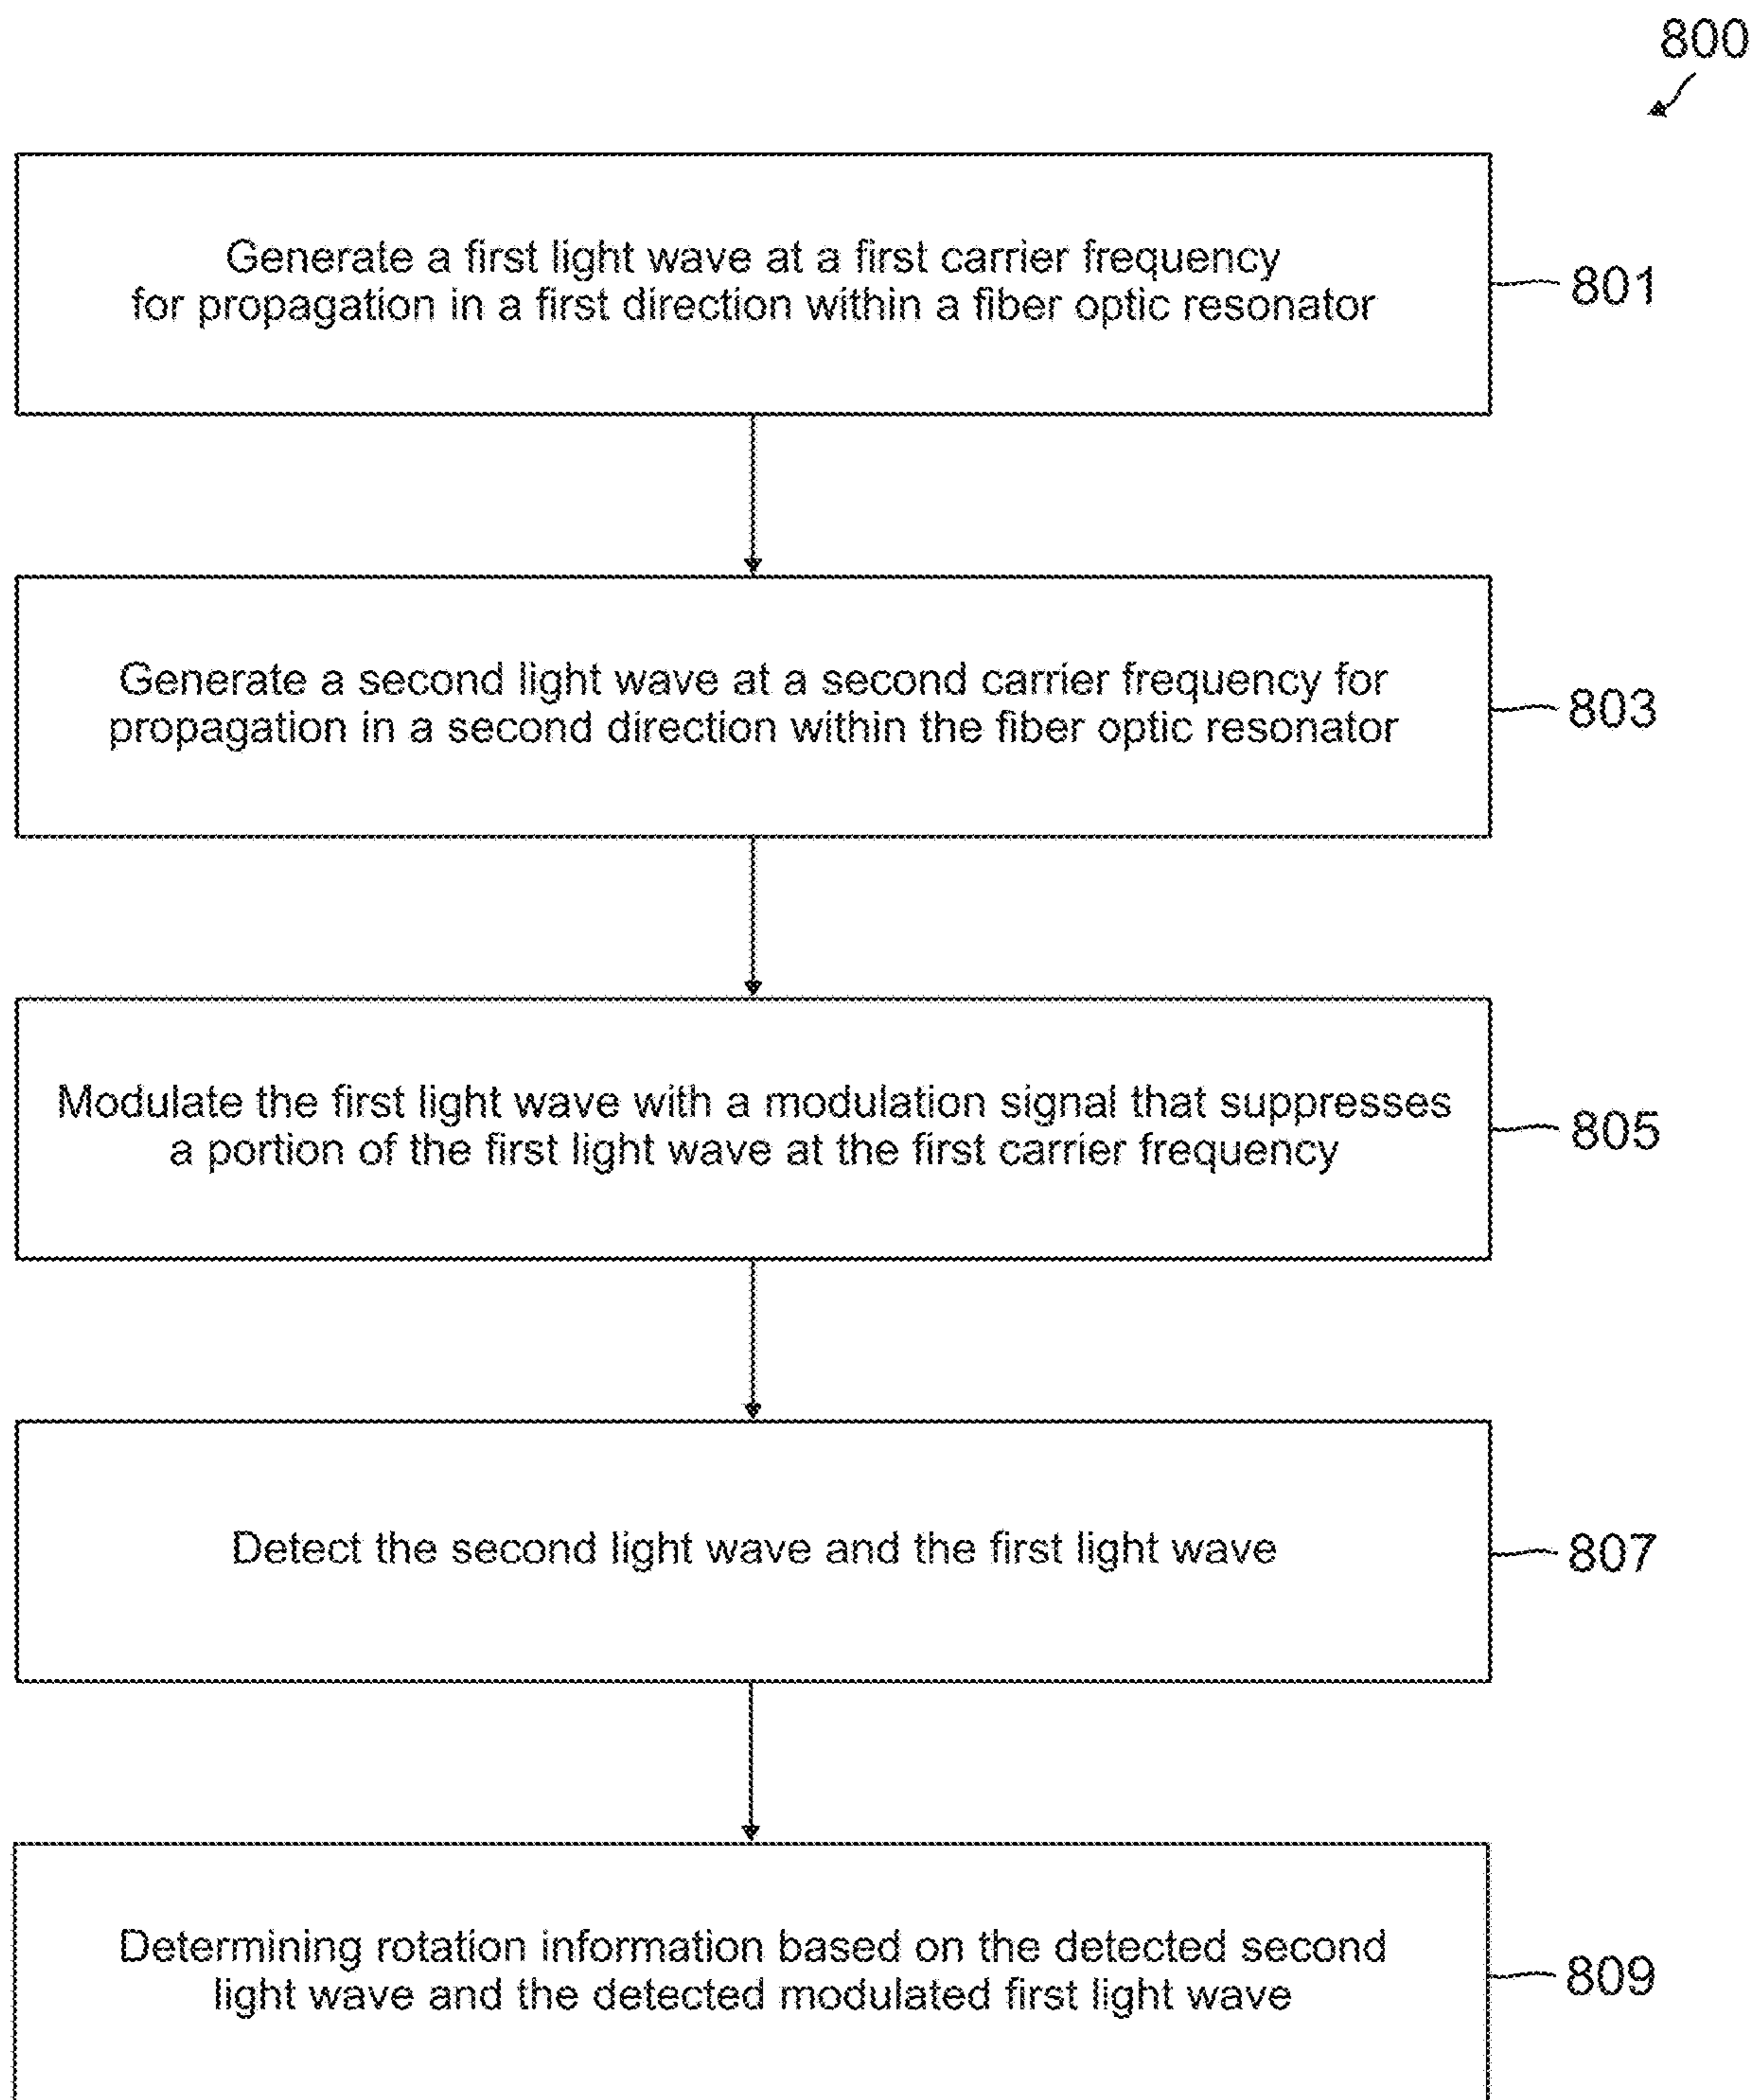 800
Generate a first light wave at a first carrier frequency
for propagation in a first direction within a fiber optic resonator
801
Generate a second light wave at a second carrier frequency for
propagation in a second direction within the fiber optic resonator
803
Modulate the first light wave with a modulation signal that suppresses
a portion of the first light wave at the first carrier frequency
805
Detect the second light wave and the first light wave
807
Determining rotation information based on the detected second
light wave and the detected modulated first light wave
809